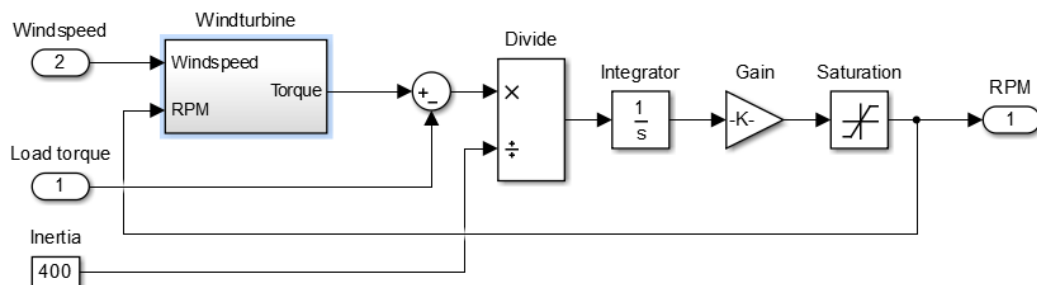 Windspeed
2
Windturbine
Windspeed
RPM
Torque
Load torque
1
Inertia
400
+
−
Divide
×
÷
Integrator
1
s
Gain
-K-
Saturation
RPM
1